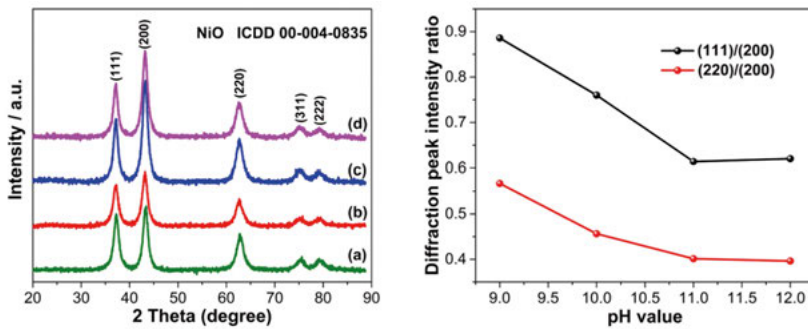 NiO ICDD 00-004-0835
(111)
(200)
(220)
(311)
(222)
(d)
(c)
(b)
(a)
Intensity / a.u.
20 30 40 50 60 70 80 90
2 Theta (degree)
(111)/(200)
(220)/(200)
0.9
0.8
0.7
0.6
0.5
0.4
Diffraction peak intensity ratio
9.0 9.5 10.0 10.5 11.0 11.5 12.0
pH value